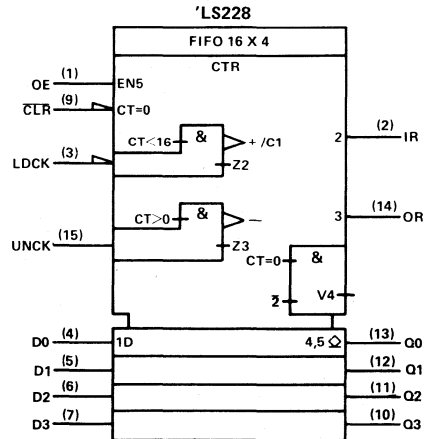 'LS228
FIFO 16 X 4
CTR
OE (1) EN5
CLR (9) CT=0
CT<16 & + /C1
(2) IR
2
LDCK (3) Z2
CT>0 & −
3 (14) OR
UNCK (15) Z3
CT=0 &
2 V4
D0 (4) 1D 4,5 (13) Q0
D1 (5) (12) Q1
D2 (6) (11) Q2
D3 (7) (10) Q3